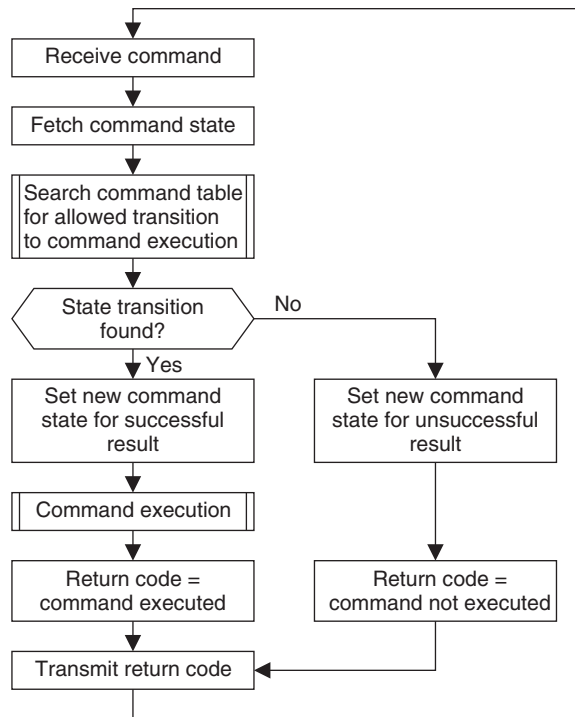 Receive command
Fetch command state
Search command table
for allowed transition
to command execution
State transition
found?
No
Yes
Set new command
state for successful
result
Set new command
state for unsuccessful
result
Command execution
Return code =
command executed
Return code =
command not executed
Transmit return code